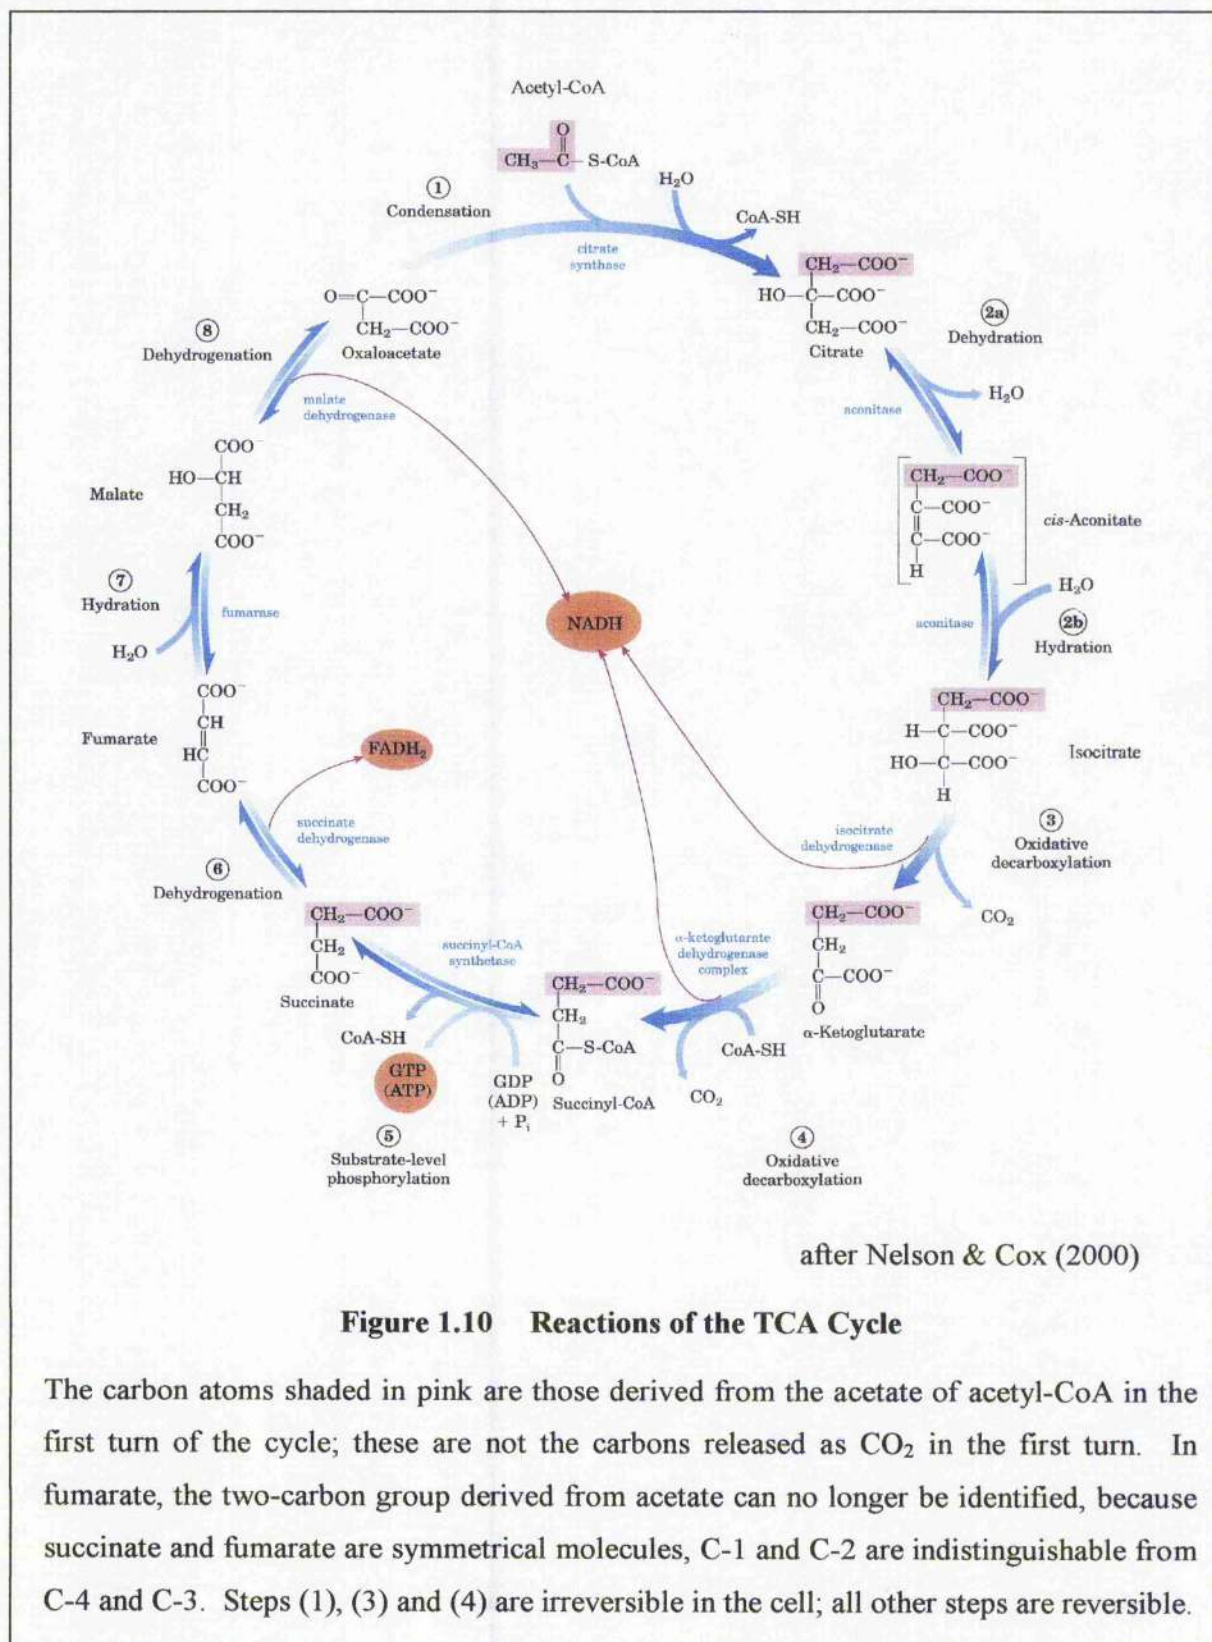 Acetyl-CoA
O
CH₃—C—S-CoA
①
Condensation
H₂O
CoA-SH
citrate
synthase
CH₂—COO⁻
HO—C—COO⁻
CH₂—COO⁻
Citrate
2a
Dehydration
H₂O
aconitase
CH₂—COO⁻
C—COO⁻
C—COO⁻
H
cis-Aconitate
H₂O
aconitase
2b
Hydration
CH₂—COO⁻
H—C—COO⁻
HO—C—COO⁻
H
Isocitrate
③
Oxidative
decarboxylation
isocitrate
dehydrogenase
CO₂
CH₂—COO⁻
CH₂
C—COO⁻
O
α-Ketoglutarate
α-ketoglutarate
dehydrogenase
complex
CoA-SH
CO₂
④
Oxidative
decarboxylation
CH₂—COO⁻
CH₂
C—S-CoA
O
Succinyl-CoA
succinyl-CoA
synthetase
GDP
(ADP)
+ Pᵢ
CoA-SH
GTP
(ATP)
⑤
Substrate-level
phosphorylation
CH₂—COO⁻
CH₂
COO⁻
Succinate
⑥
Dehydrogenation
succinate
dehydrogenase
FADH₂
COO⁻
CH
HC
COO⁻
Fumarate
⑦
Hydration
H₂O
fumarase
COO⁻
HO—CH
CH₂
COO⁻
Malate
⑧
Dehydrogenation
malate
dehydrogenase
O=C—COO⁻
CH₂—COO⁻
Oxaloacetate
NADH
after Nelson & Cox (2000)
Figure 1.10 Reactions of the TCA Cycle
The carbon atoms shaded in pink are those derived from the acetate of acetyl-CoA in the
first turn of the cycle; these are not the carbons released as CO₂ in the first turn. In
fumarate, the two-carbon group derived from acetate can no longer be identified, because
succinate and fumarate are symmetrical molecules, C-1 and C-2 are indistinguishable from
C-4 and C-3. Steps (1), (3) and (4) are irreversible in the cell; all other steps are reversible.